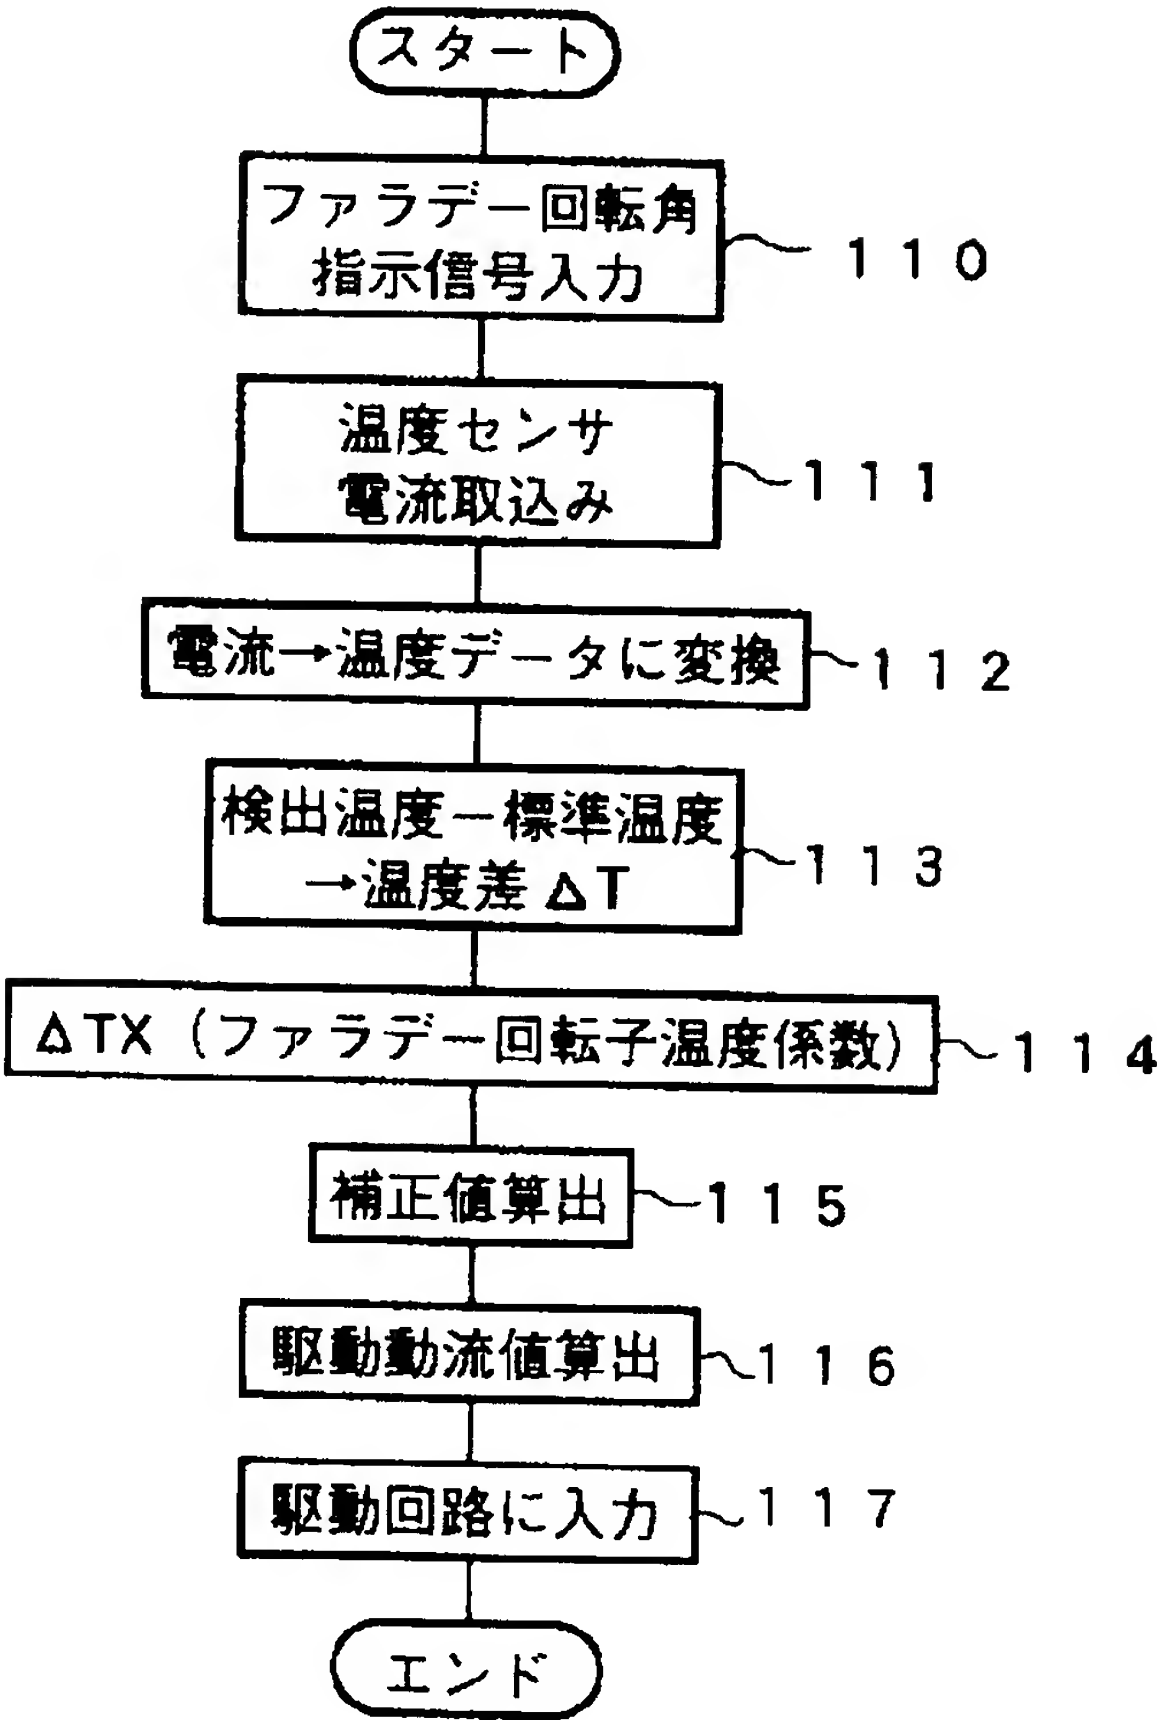 スタート
ファラデー回転角
指示信号入力
110
温度センサ
電流取込み
111
電流→温度データに変換
112
検出温度－標準温度
→温度差 ΔT
113
ΔTX (ファラデー回転子温度係数)
114
補正値算出
115
駆動動流値算出
116
駆動回路に入力
117
エンド